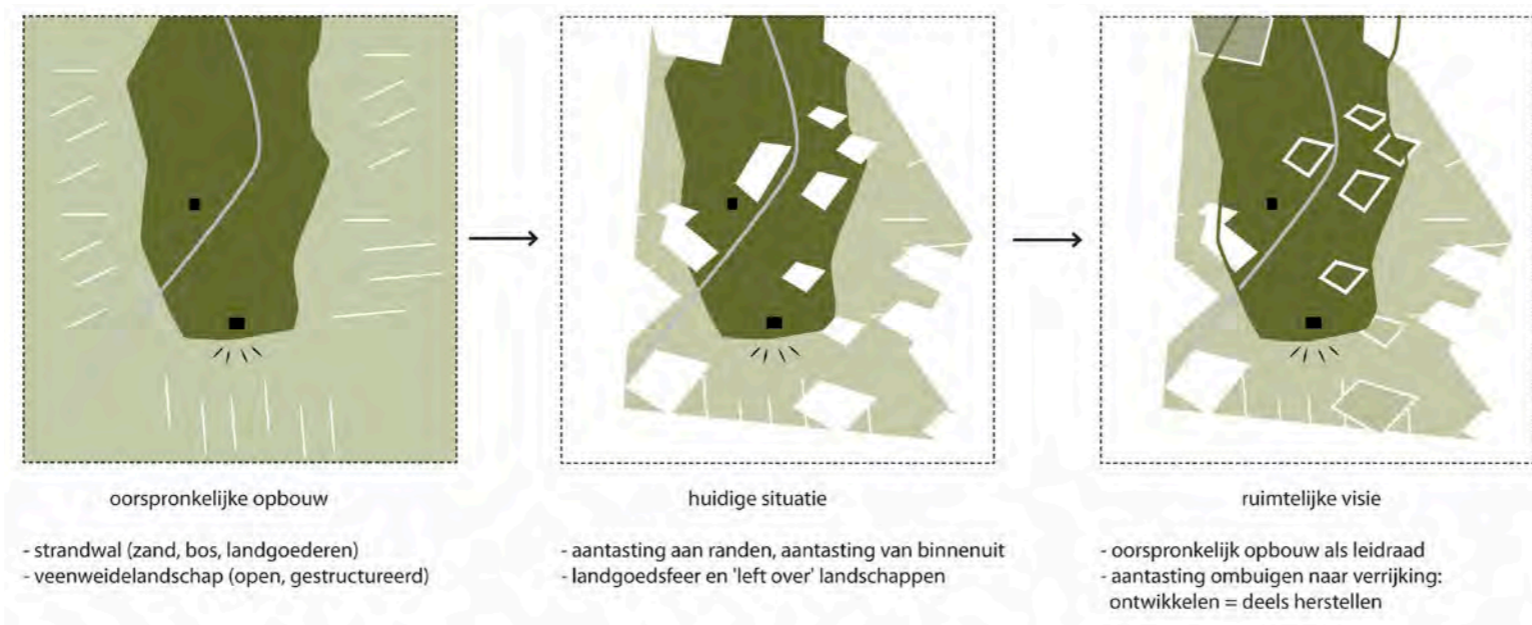 oorspronkelijke opbouw
- strandwal (zand, bos, landgoederen)
- veenweidelandschap (open, gestructureerd)
huidige situatie
- aantasting aan randen, aantasting van binnenuit
- landgoedsfeer en 'left over' landschappen
ruimtelijke visie
- oorspronkelijk opbouw als leidraad
- aantasting ombuigen naar verrijking:
ontwikkelen = deels herstellen